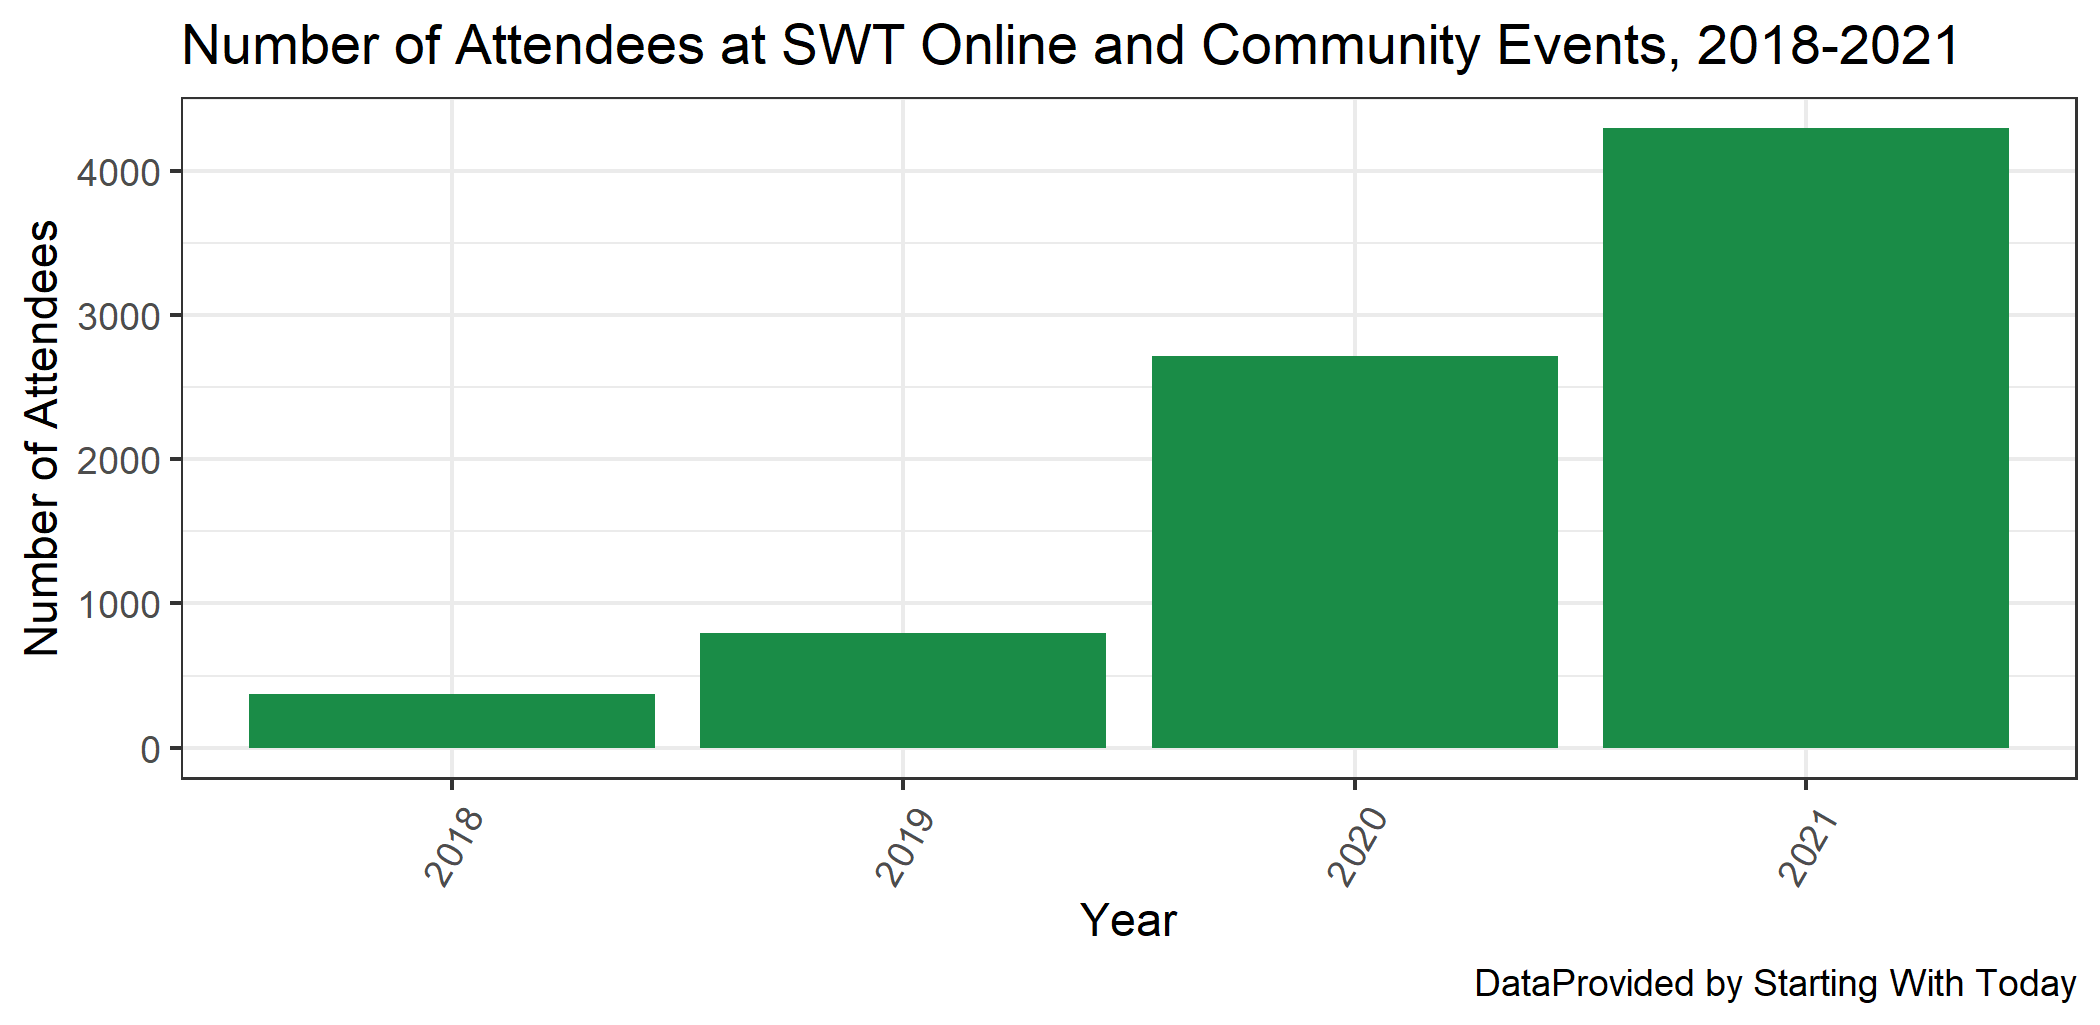 Number of Attendees at SWT Online and Community Events, 2018-2021
Number of Attendees
4000
3000
2000
1000
0
2018
2019
2020
2021
Year
DataProvided by Starting With Today